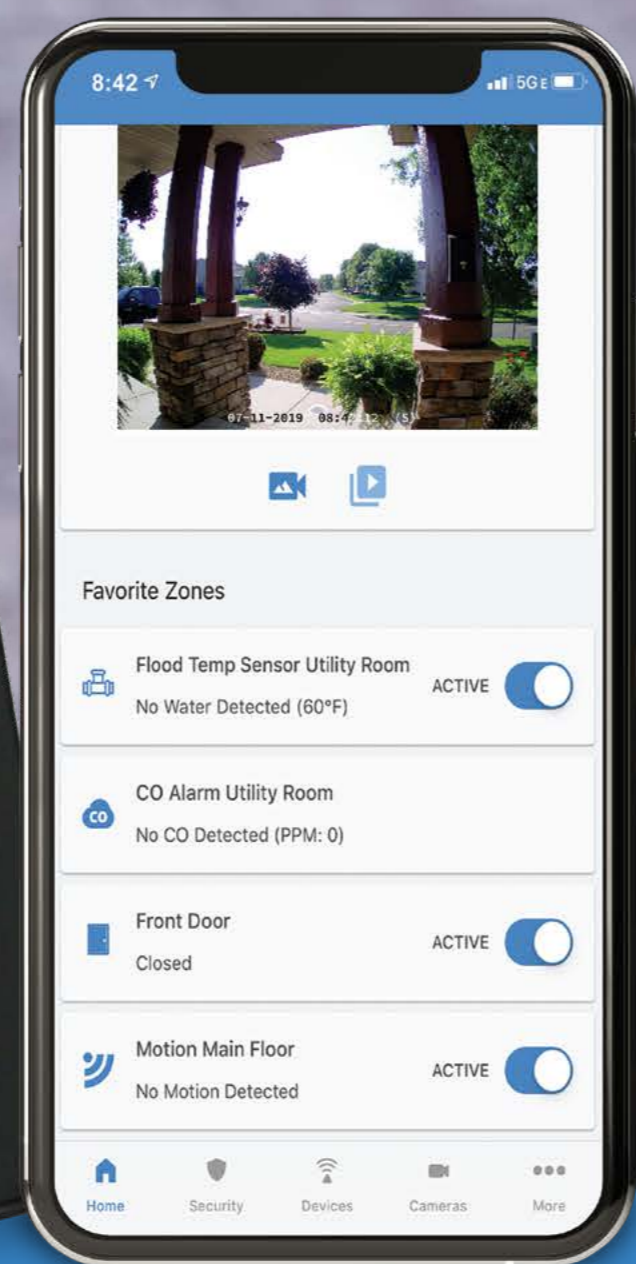 8:42
5G E
07-11-2019 08:4 :12 (5)
Favorite Zones
Flood Temp Sensor Utility Room
ACTIVE
No Water Detected (60°F)
CO
CO Alarm Utility Room
No CO Detected (PPM: 0)
Front Door
ACTIVE
Closed
Motion Main Floor
ACTIVE
No Motion Detected
Home Security Devices Cameras More